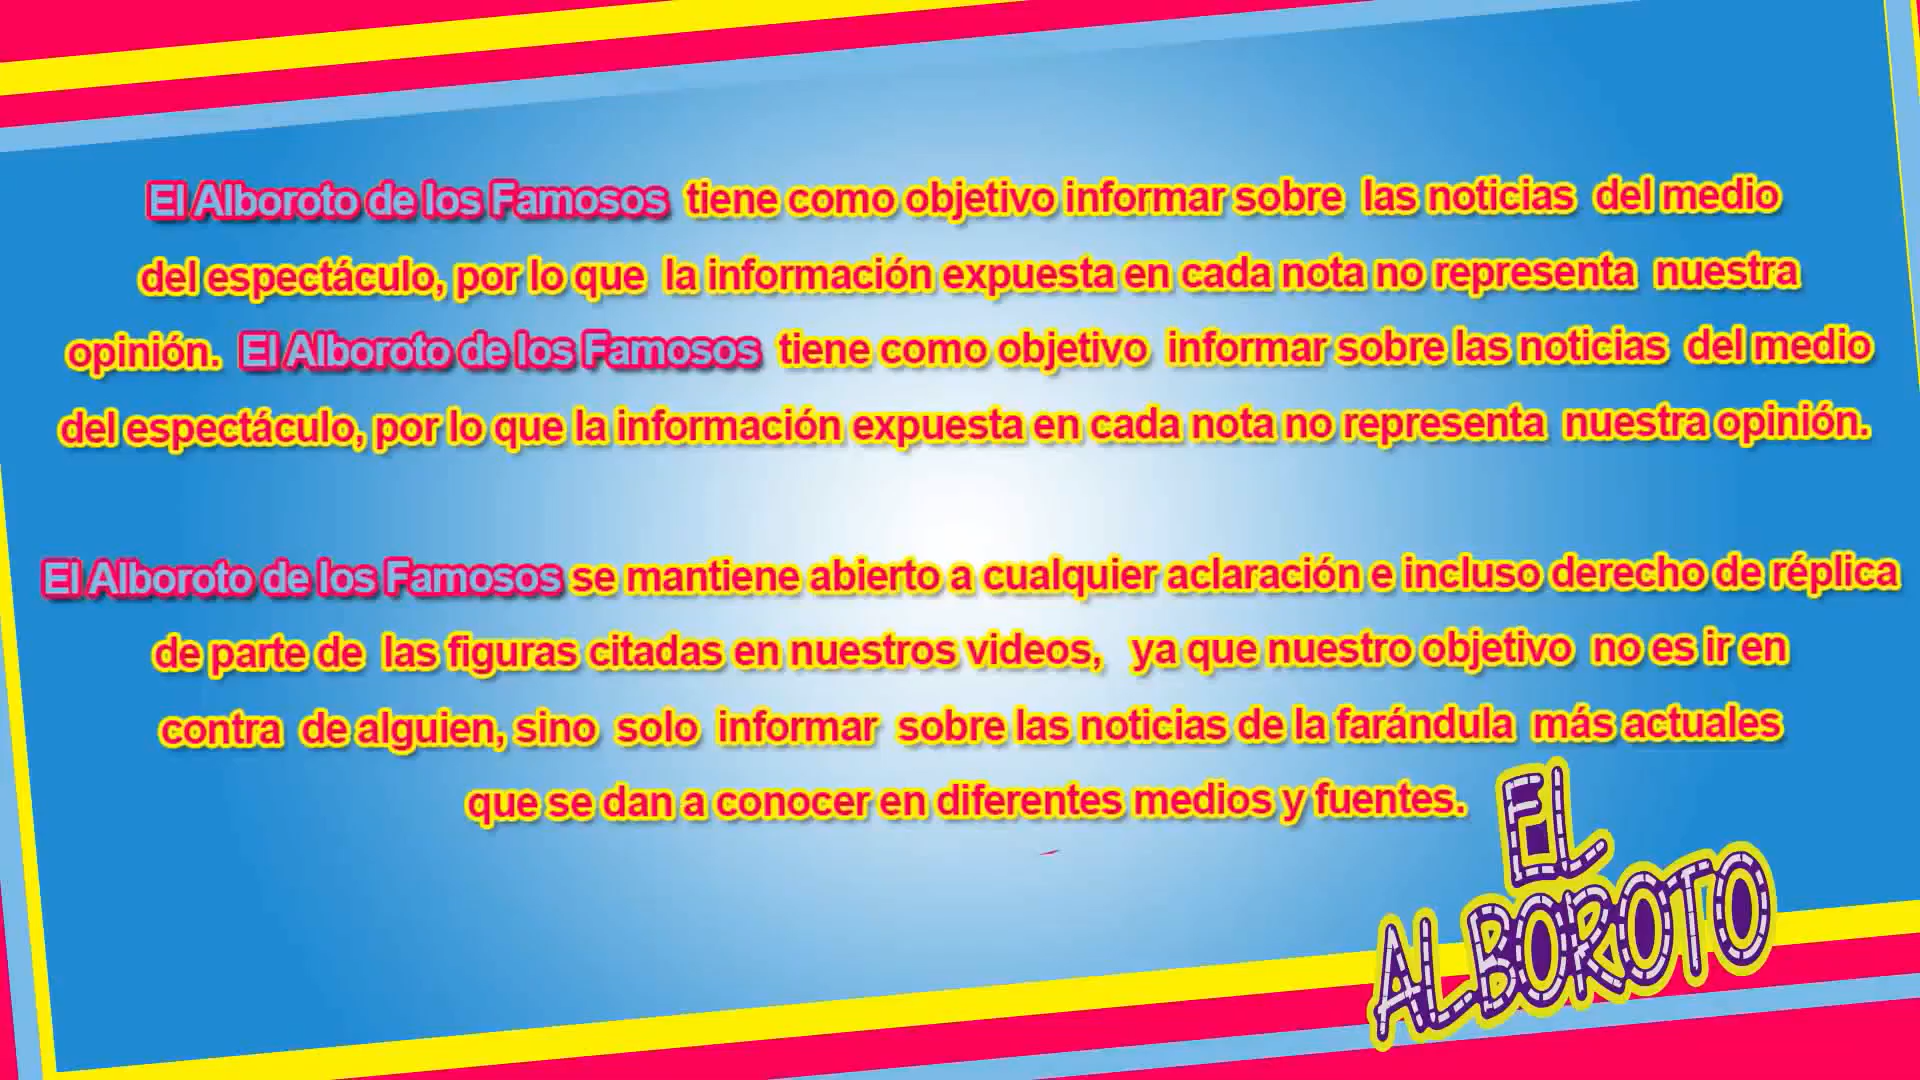 El Alboroto de los Famosos tiene como objetivo informar sobre las noticias del medio
del espectáculo, por lo que la información expuesta en cada nota no representa nuestra
opinión. El Alboroto de los Famosos tiene como objetivo informar sobre las noticias del medio
del espectáculo, por lo que la información expuesta en cada nota no representa nuestra opinión.
El Alboroto de los Famosos se mantiene abierto a cualquier aclaración e incluso derecho de réplica
de parte de las figuras citadas en nuestros videos, ya que nuestro objetivo no es ir en
contra de alguien, sino solo informar sobre las noticias de la farándula más actuales
que se dan a conocer en diferentes medios y fuentes.
EL
ALBOROTO